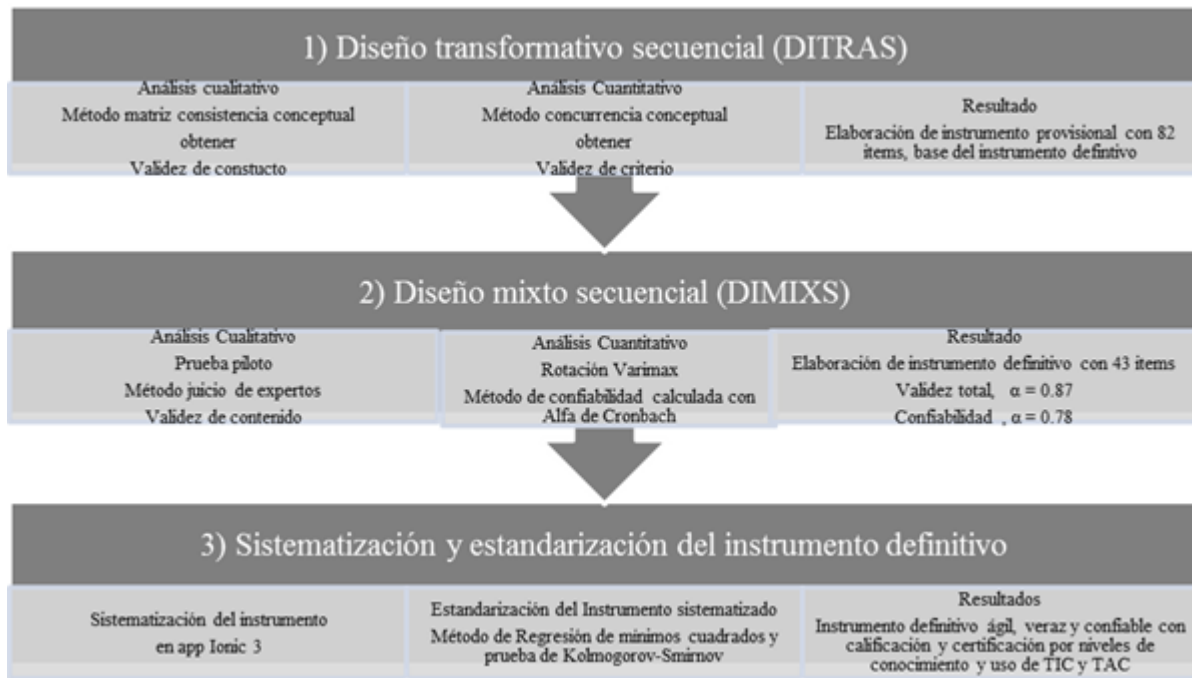 1) Diseño transformativo secuencial (DITRAS)
Análisis cualitativo
Método matriz consistencia conceptual
obtener
Validez de constucto
Análisis Cuantitativo
Método concurrencia conceptual
obtener
Validez de criterio
Resultado
Elaboración de instrumento provisional con 82
items, base del instrumento defintivo
2) Diseño mixto secuencial (DIMIXS)
Análisis Cualitativo
Prueba piloto
Método juicio de expertos
Validez de contenido
Análisis Cuantitativo
Rotación Varimax
Método de confiabilidad calculada con
Alfa de Cronbach
Resultado
Elaboración de instrumento definitivo con 43 items
Validez total, α = 0.87
Confiabilidad , α = 0.78
3) Sistematización y estandarización del instrumento definitivo
Sistematización del instrumento
en app Ionic 3
Estandarización del Instrumento sistematizado
Método de Regresión de mínimos cuadrados y
prueba de Kolmogorov-Smirnov
Resultados
Instrumento definitivo ágil, veraz y confiable con
calificación y certificación por niveles de
conocimiento y uso de TIC y TAC